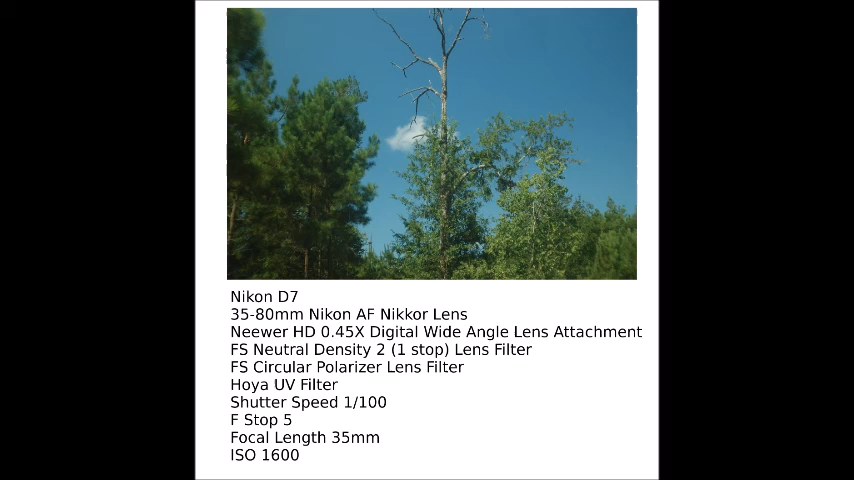 Nikon D7
35-80mm Nikon AF Nikkor Lens
Neewer HD 0.45X Digital Wide Angle Lens Attachment
FS Neutral Density 2 (1 stop) Lens Filter
FS Circular Polarizer Lens Filter
Hoya UV Filter
Shutter Speed 1/100
F Stop 5
Focal Length 35mm
ISO 1600